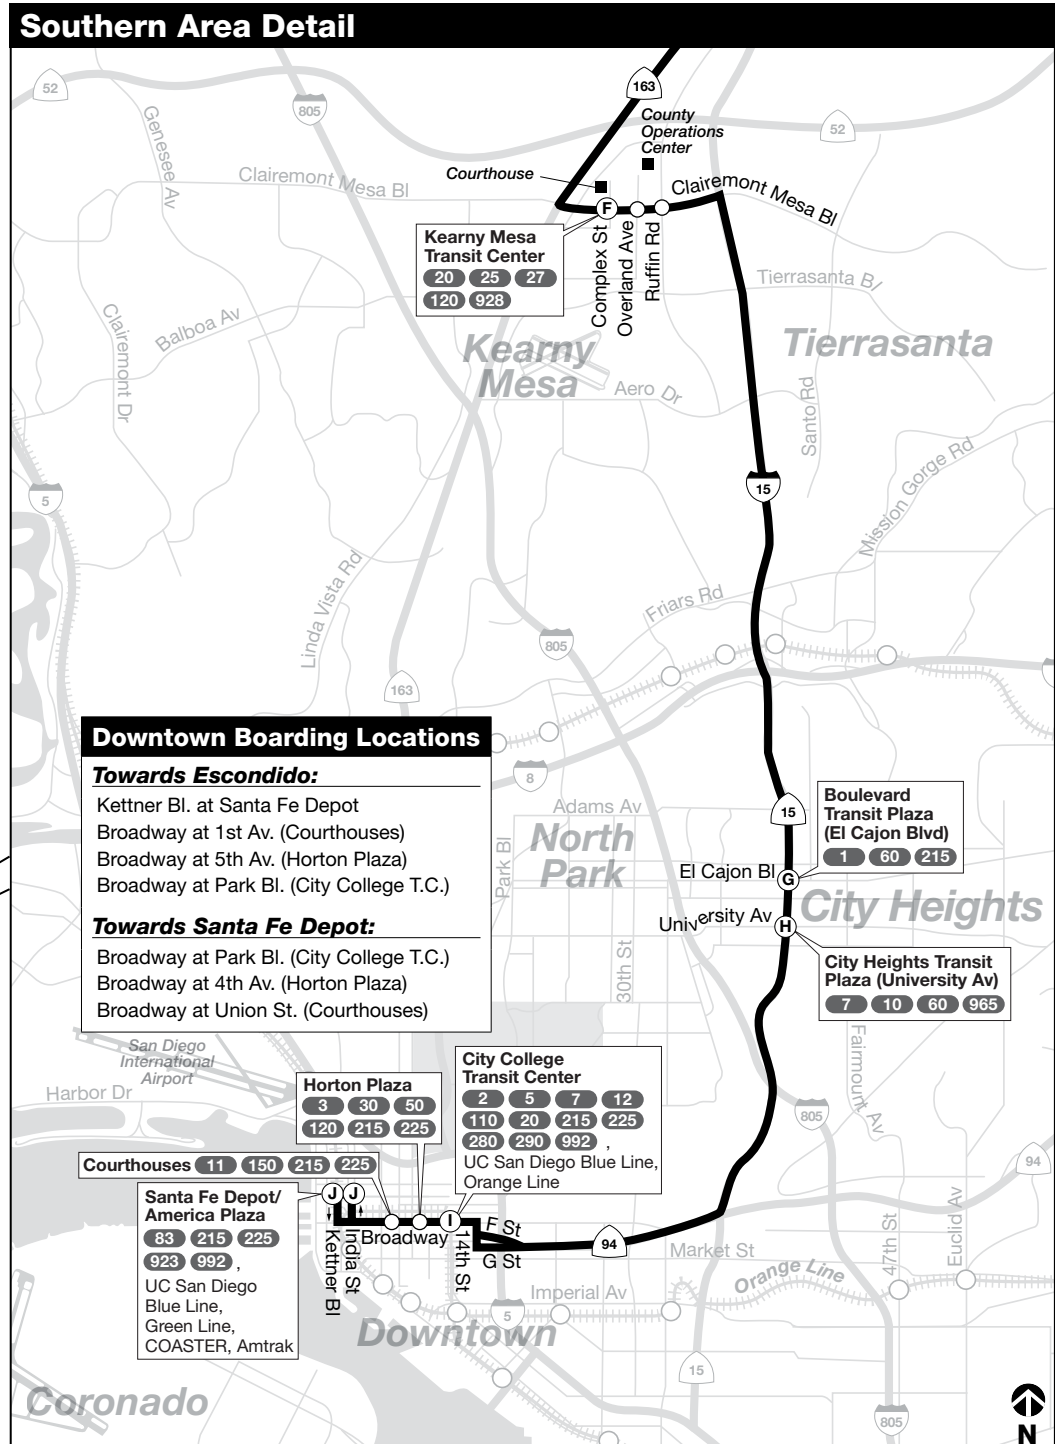 Southern Area Detail
52
805
163
County
Operations
Center
52
Genesee Av
Clairemont Mesa Bl
Courthouse
Clairemont Mesa Bl
F
Kearny Mesa
Transit Center
20 25 27
120 928
Complex St
Overland Ave
Ruffin Rd
Tierrasanta Bl
Clairemont Dr
Balboa Av
Kearny
Mesa
Tierrasanta
Aero Dr
Santo Rd
Mission Gorge Rd
15
5
Linda Vista Rd
Friars Rd
805
163
Downtown Boarding Locations
Towards Escondido:
Kettner Bl. at Santa Fe Depot
Broadway at 1st Av. (Courthouses)
Broadway at 5th Av. (Horton Plaza)
Broadway at Park Bl. (City College T.C.)
Towards Santa Fe Depot:
Broadway at Park Bl. (City College T.C.)
Broadway at 4th Av. (Horton Plaza)
Broadway at Union St. (Courthouses)
8
Adams Av
15
Boulevard
Transit Plaza
(El Cajon Blvd)
1 60 215
North
Park
Park Bl
El Cajon Bl
G
City Heights
University Av
H
30th St
City Heights Transit
Plaza (University Av)
7 10 60 965
San Diego
International
Airport
Harbor Dr
Fairmount Av
805
94
Horton Plaza
3 30 50
120 215 225
City College
Transit Center
2 5 7 12
110 20 215 225
280 290 992 ,
UC San Diego Blue Line,
Orange Line
Courthouses 11 150 215 225
Santa Fe Depot/
America Plaza
83 215 225
923 992 ,
UC San Diego
Blue Line,
Green Line,
COASTER, Amtrak
J J
Kettner Bl
India St
Broadway
I
14th St
F St
G St
94
Market St
Orange Line
47th St
Euclid Av
Imperial Av
5
Downtown
15
805
Coronado
N